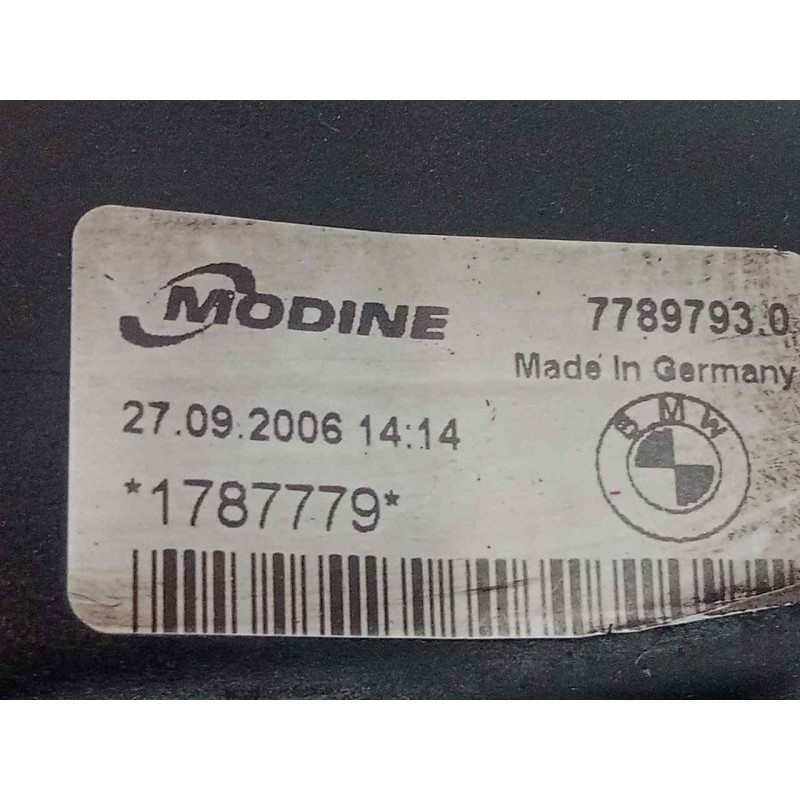 MODINE
7789793.0
Made In Germany
27.09.2006 14:14
BMW
*1787779*